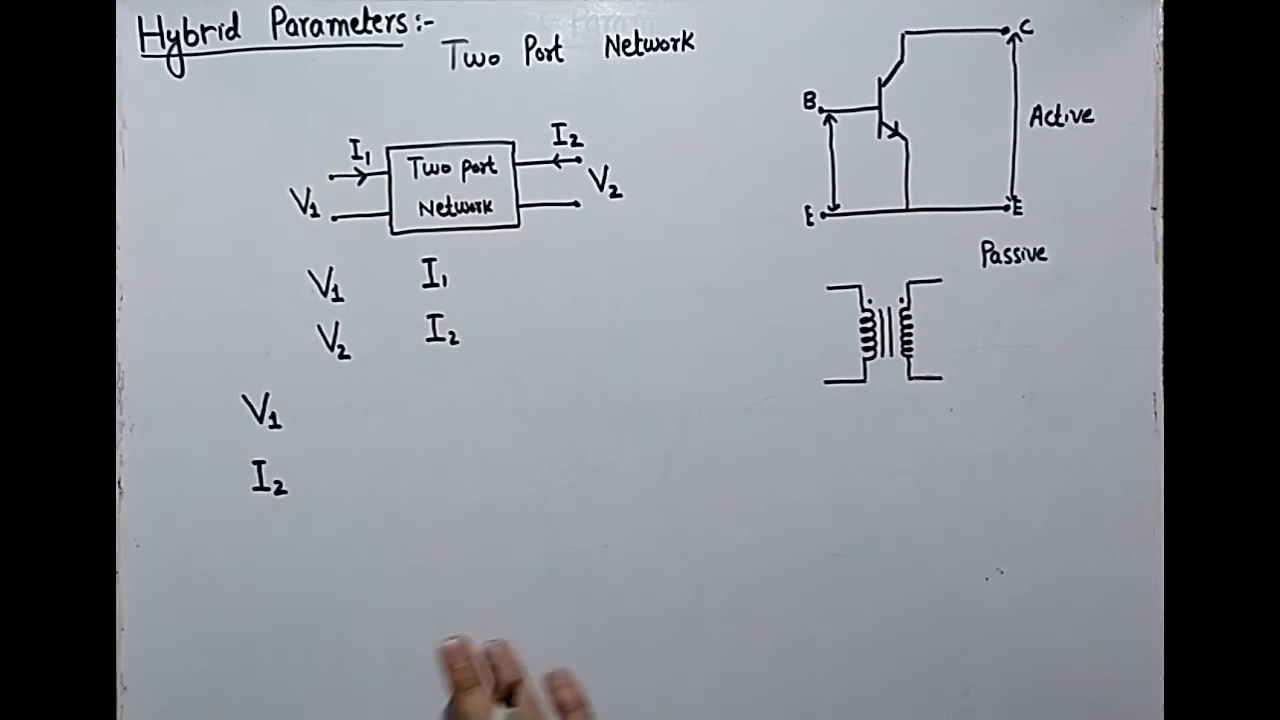 Hybrid Parameters:-
Two Port Network
I1
I2
V1
Two port
Network
V2
V1 I1
V2 I2
V1
I2
C
B
Active
E
E
Passive